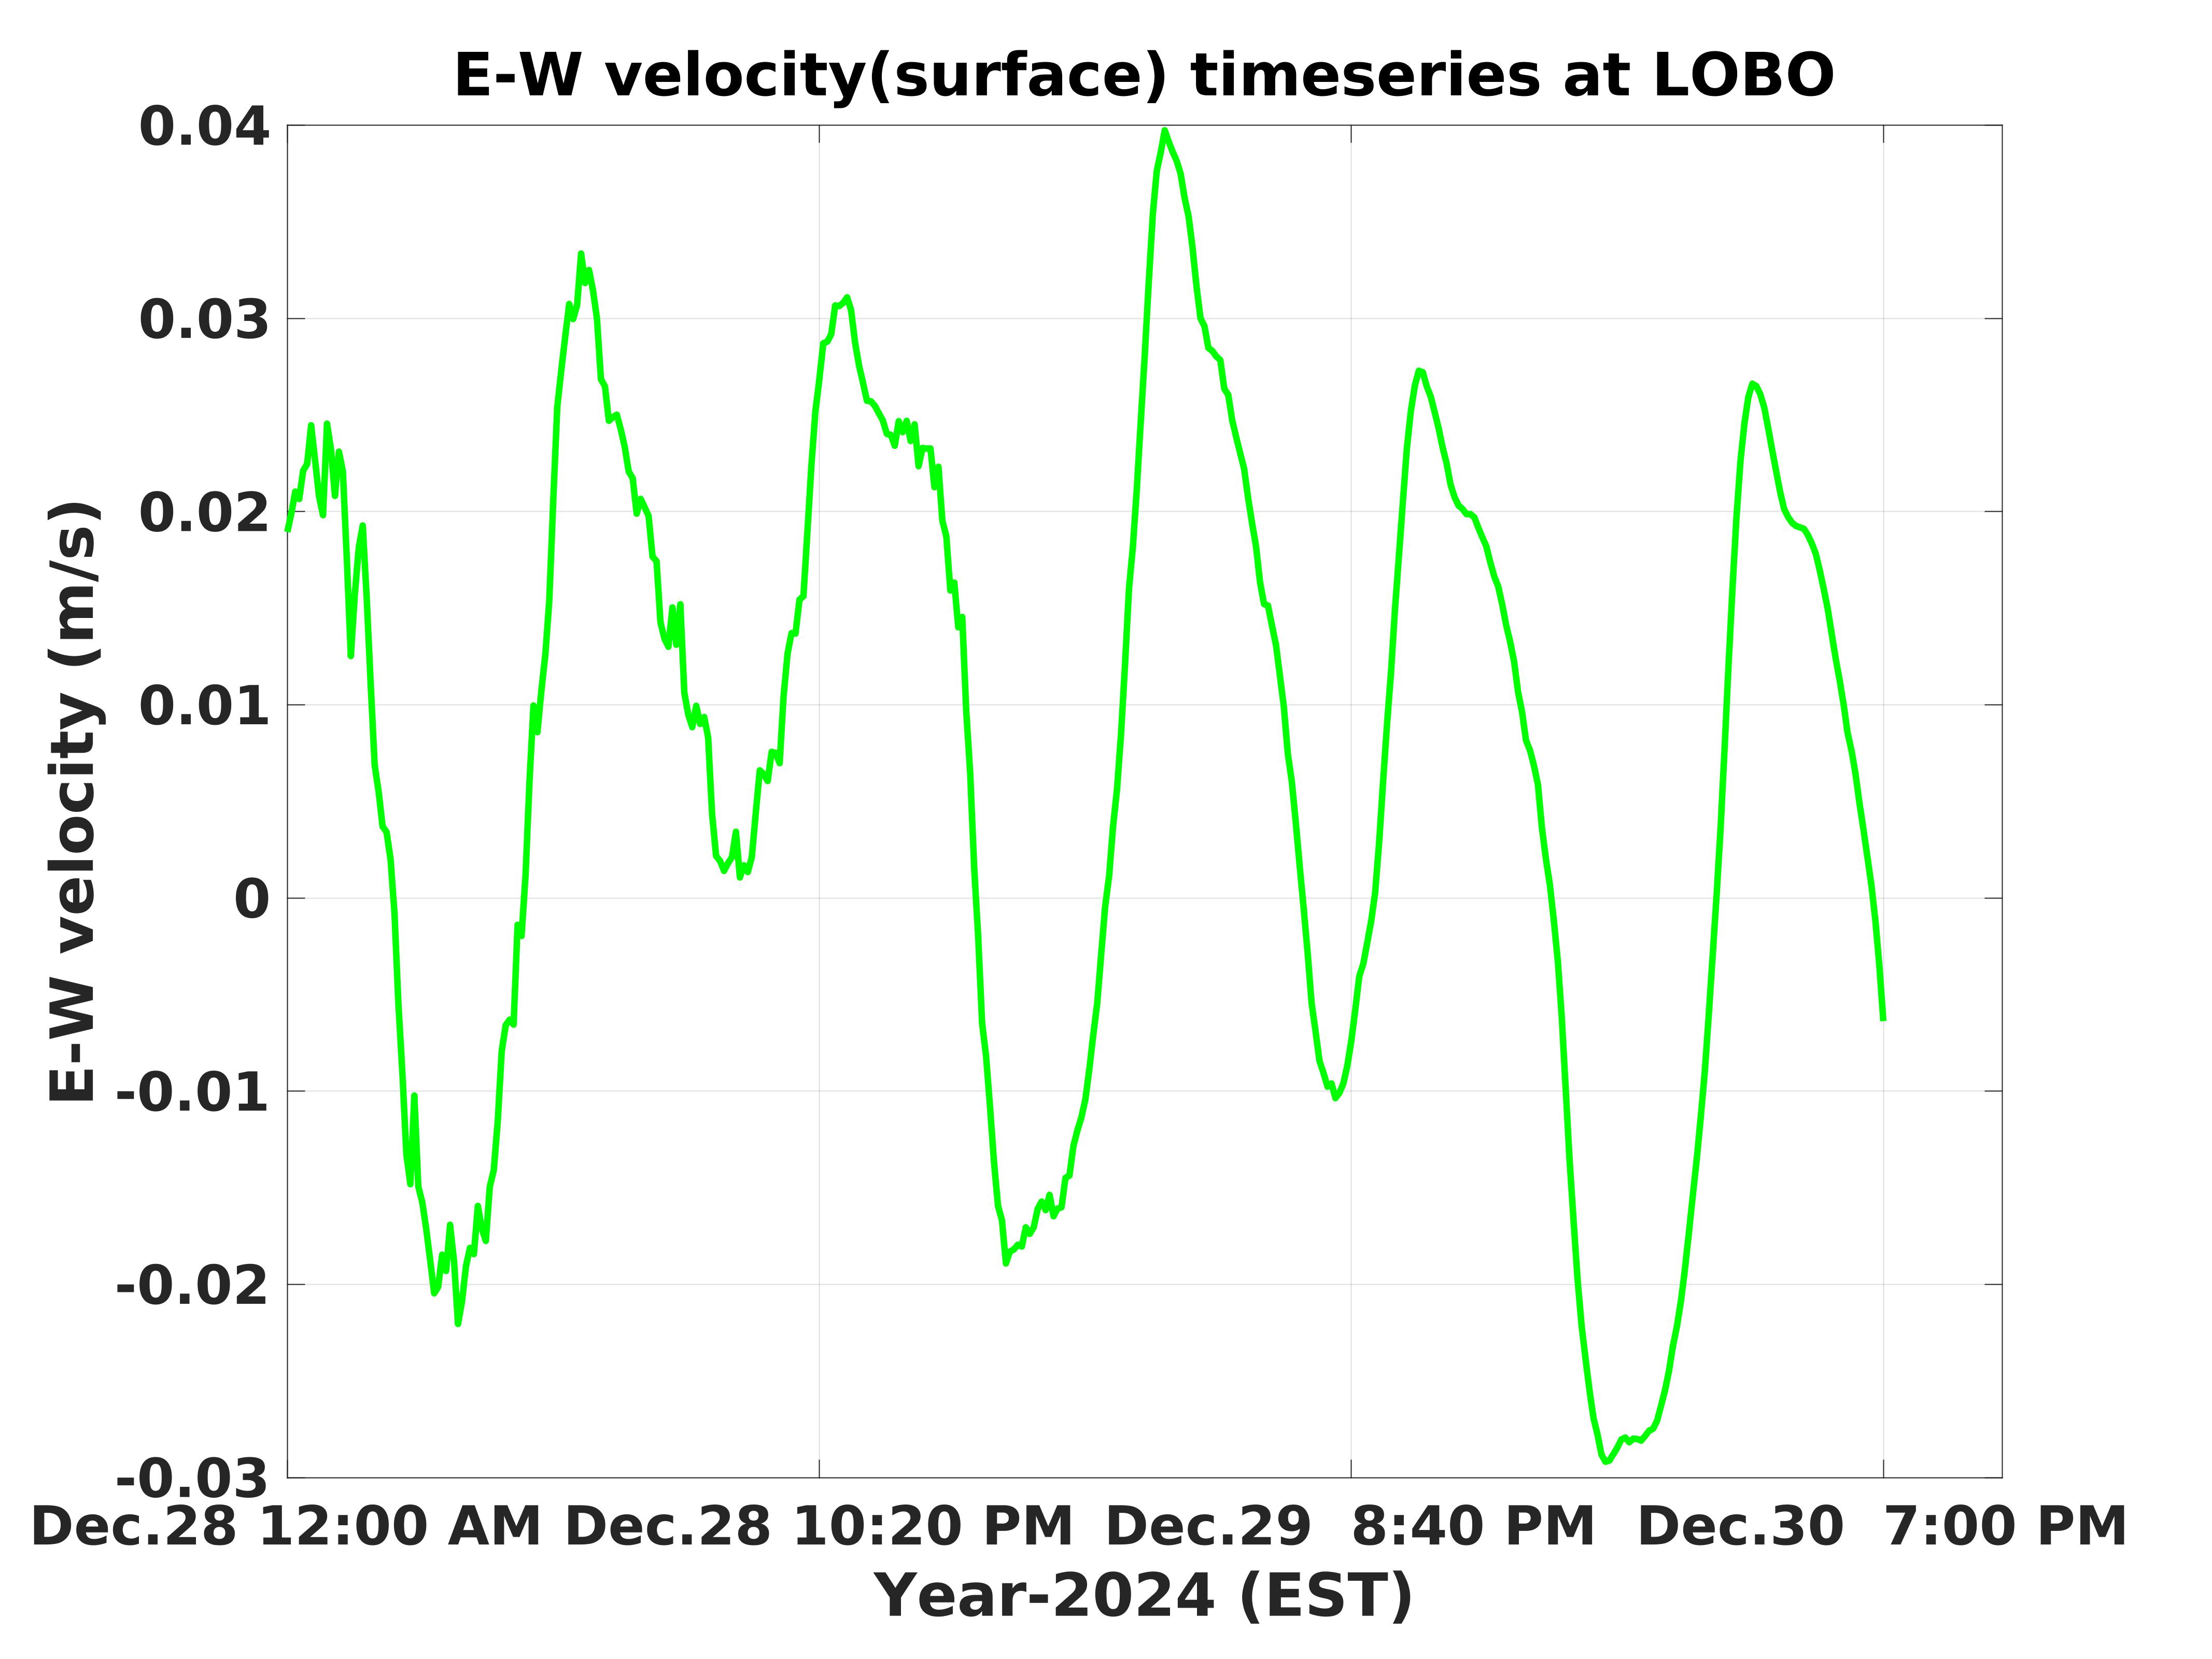 E-W velocity(surface) timeseries at LOBO
0.04
0.03
0.02
0.01
0
-0.01
-0.02
-0.03
E-W velocity (m/s)
Dec.28 12:00 AM Dec.28 10:20 PM Dec.29 8:40 PM Dec.30 7:00 PM
Year-2024 (EST)